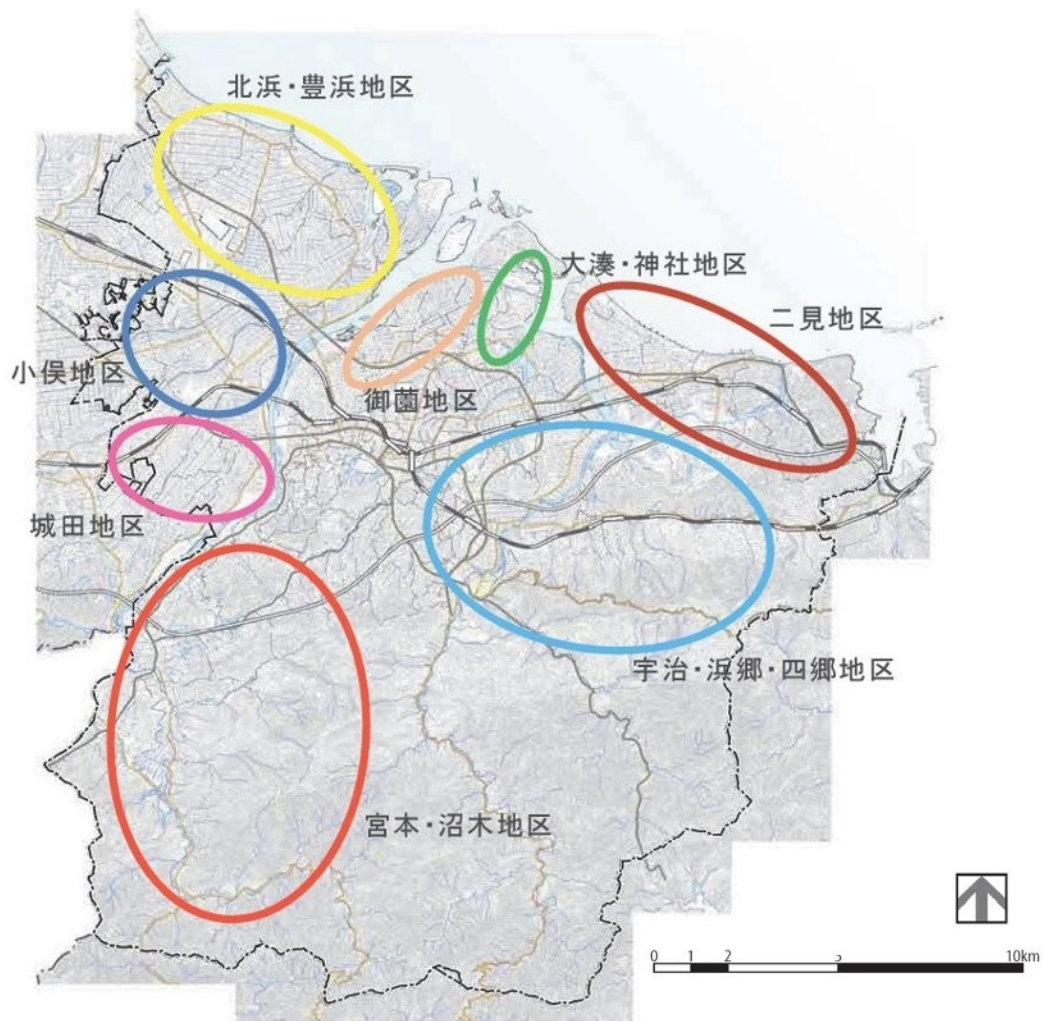 北浜・豊浜地区
大湊・神社地区
二見地区
小俣地区
御薗地区
城田地区
宇治・浜郷・四郷地区
宮本・沼木地区
0 1 2 5 10km